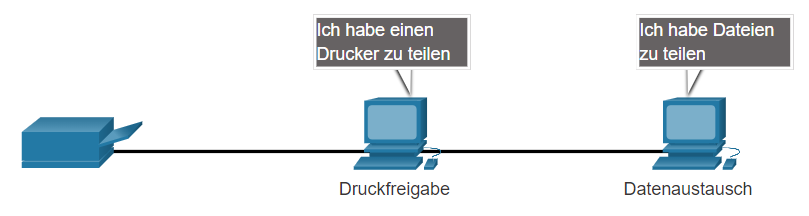 Ich habe einen
Drucker zu teilen
Ich habe Dateien
zu teilen
Druckfreigabe
Datenaustausch